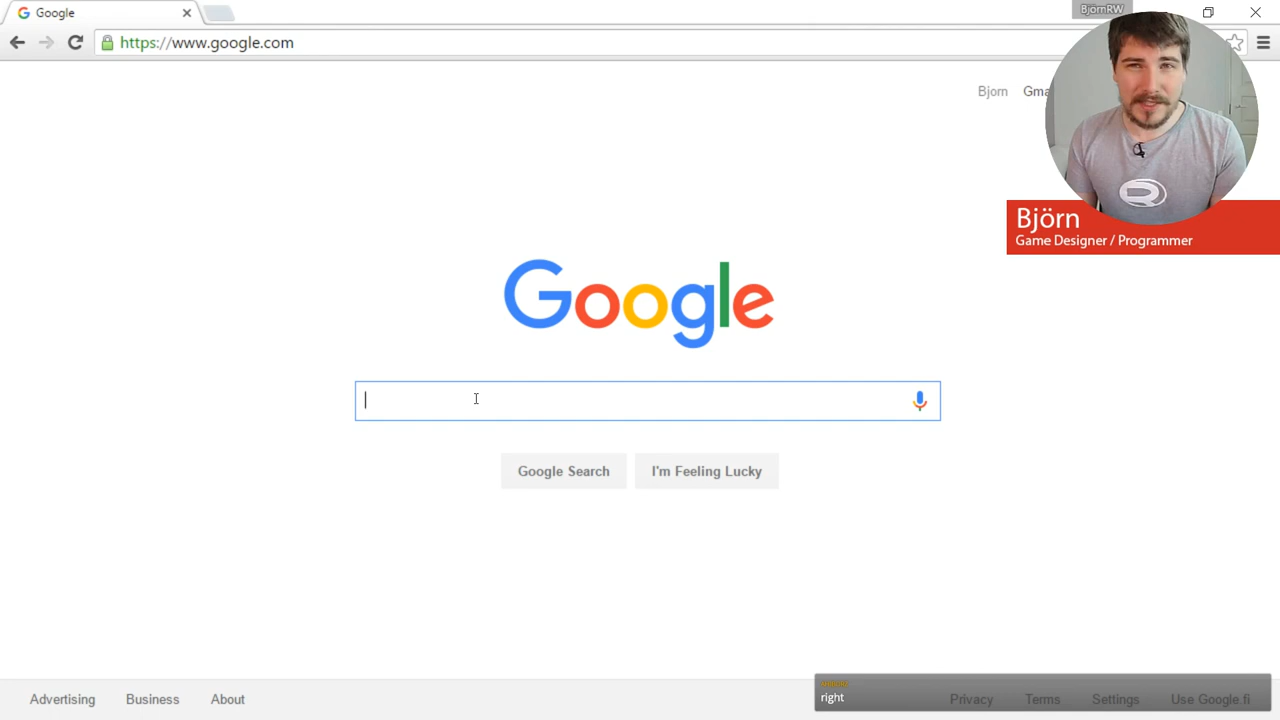 Google
BjörnRW
https://www.google.com
Bjorn
Björn
Game Designer / Programmer
Google
Google Search
I'm Feeling Lucky
right
Advertising
Business
About
Privacy
Terms
Settings
Use Google.fi